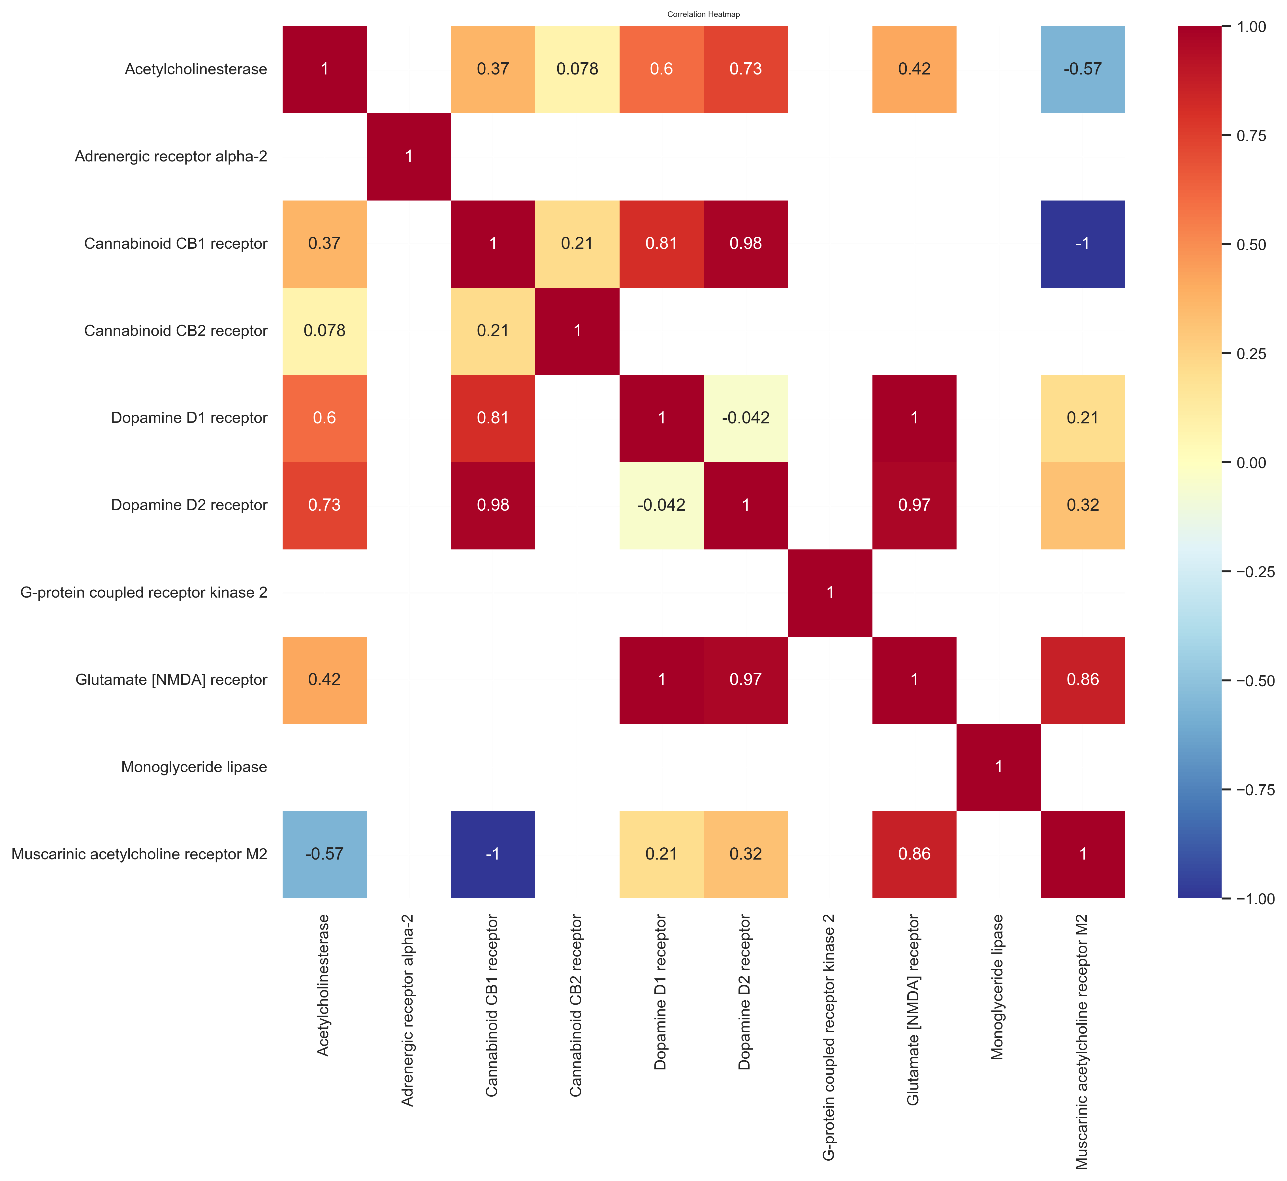 Correlation Heatmap
Acetylcholinesterase 1 0.37 0.078 0.6 0.73 0.42 -0.57
Adrenergic receptor alpha-2 1
Cannabinoid CB1 receptor 0.37 1 0.21 0.81 0.98 -1
Cannabinoid CB2 receptor 0.078 0.21 1
Dopamine D1 receptor 0.6 0.81 1 -0.042 1 0.21
Dopamine D2 receptor 0.73 0.98 -0.042 1 0.97 0.32
G-protein coupled receptor kinase 2 1
Glutamate [NMDA] receptor 0.42 1 0.97 1 0.86
Monoglyceride lipase 1
Muscarinic acetylcholine receptor M2 -0.57 -1 0.21 0.32 0.86 1
Acetylcholinesterase
Adrenergic receptor alpha-2
Cannabinoid CB1 receptor
Cannabinoid CB2 receptor
Dopamine D1 receptor
Dopamine D2 receptor
G-protein coupled receptor kinase 2
Glutamate [NMDA] receptor
Monoglyceride lipase
Muscarinic acetylcholine receptor M2
1.00
0.75
0.50
0.25
0.00
−0.25
−0.50
−0.75
−1.00